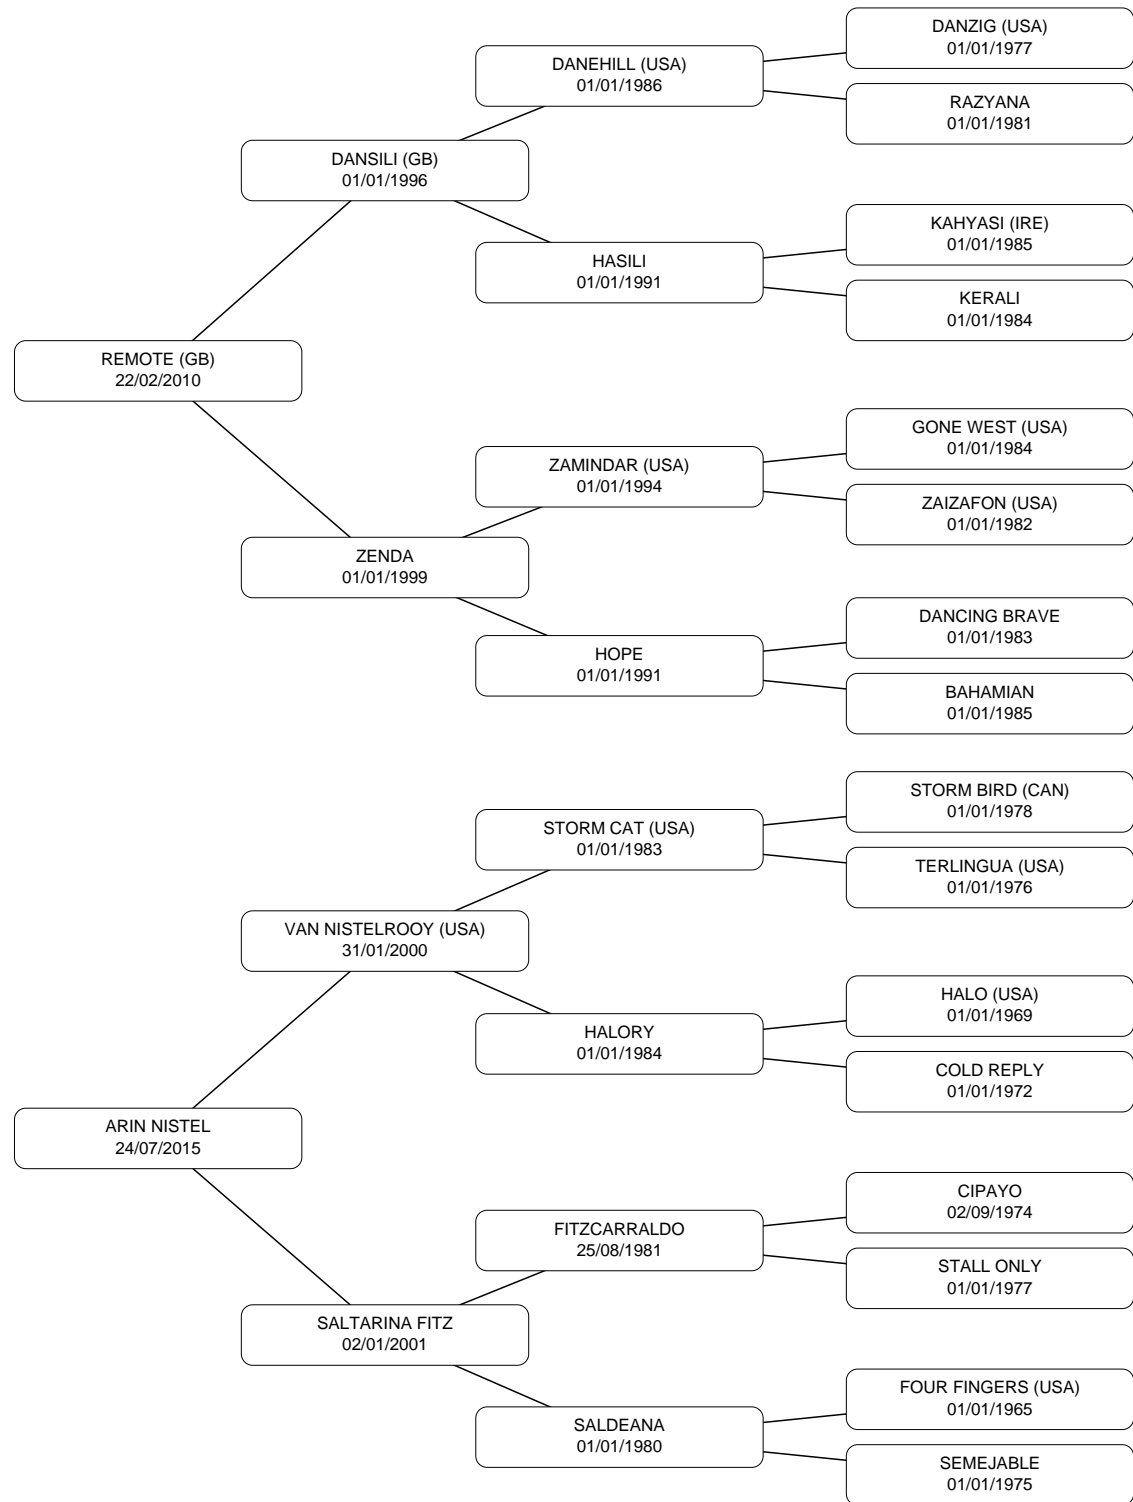 DANZIG (USA)
01/01/1977
DANEHILL (USA)
01/01/1986
RAZYANA
01/01/1981
DANSILI (GB)
01/01/1996
KAHYASI (IRE)
01/01/1985
HASILI
01/01/1991
KERALI
01/01/1984
REMOTE (GB)
22/02/2010
GONE WEST (USA)
01/01/1984
ZAMINDAR (USA)
01/01/1994
ZAIZAFON (USA)
01/01/1982
ZENDA
01/01/1999
DANCING BRAVE
01/01/1983
HOPE
01/01/1991
BAHAMIAN
01/01/1985
STORM BIRD (CAN)
01/01/1978
STORM CAT (USA)
01/01/1983
TERLINGUA (USA)
01/01/1976
VAN NISTELROOY (USA)
31/01/2000
HALO (USA)
01/01/1969
HALORY
01/01/1984
COLD REPLY
01/01/1972
ARIN NISTEL
24/07/2015
CIPAYO
02/09/1974
FITZCARRALDO
25/08/1981
STALL ONLY
01/01/1977
SALTARINA FITZ
02/01/2001
FOUR FINGERS (USA)
01/01/1965
SALDEANA
01/01/1980
SEMEJABLE
01/01/1975